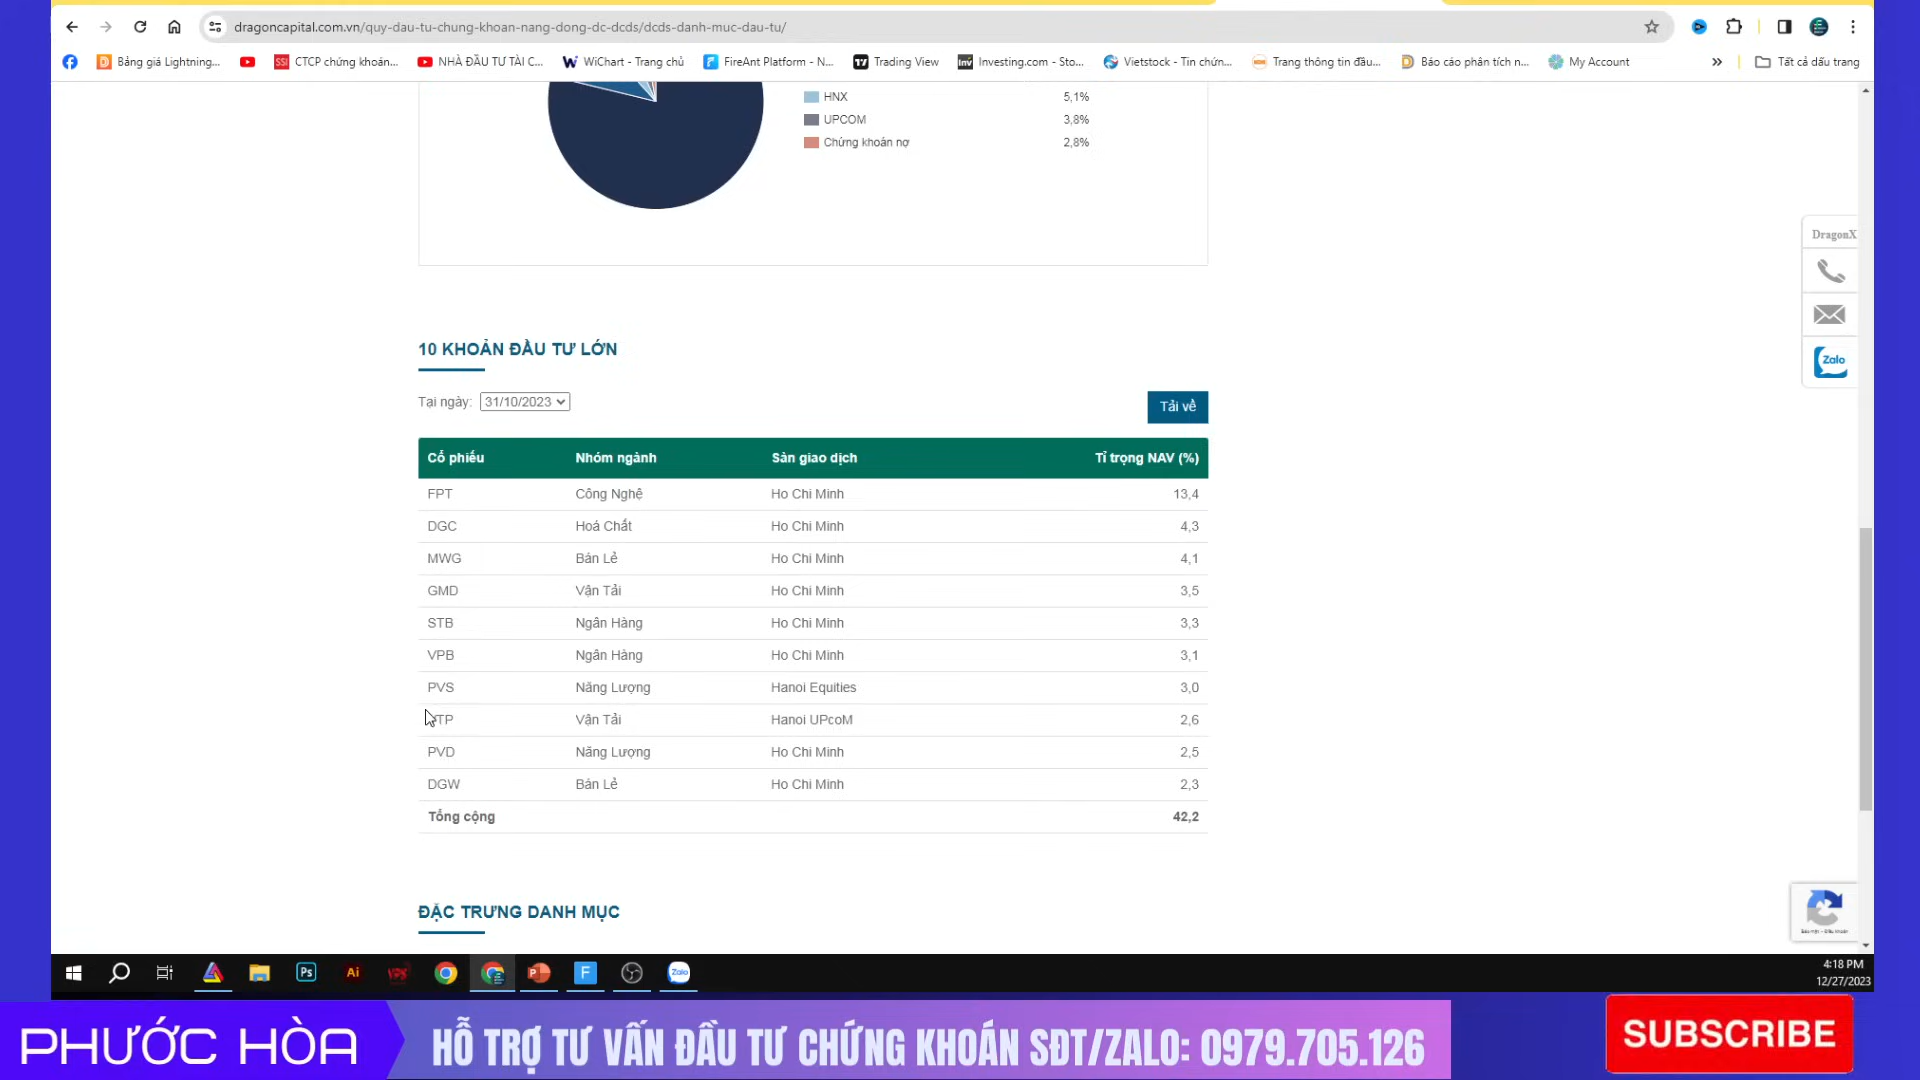 dragoncapital.com.vn/quy-dau-tu-chung-khoan-nang-dong-dc-dcds/dcds-danh-muc-dau-tu/
Bảng giá Lightning... CTCP chứng khoán... NHÀ ĐẦU TƯ TÀI C... WiChart - Trang chủ FireAnt Platform - N... Trading View Investing.com - Sto... Vietstock - Tin chứn... Trang thông tin đầu... Báo cáo phân tích n... My Account » Tất cả dấu trang
HNX 5,1%
UPCOM 3,8%
Chứng khoán nợ 2,8%
DragonX
Zalo
10 KHOẢN ĐẦU TƯ LỚN
Tại ngày: 31/10/2023
Tải về
Cổ phiếu Nhóm ngành Sàn giao dịch Tỉ trọng NAV (%)
FPT Công Nghệ Ho Chi Minh 13,4
DGC Hoá Chất Ho Chi Minh 4,3
MWG Bán Lẻ Ho Chi Minh 4,1
GMD Vận Tải Ho Chi Minh 3,5
STB Ngân Hàng Ho Chi Minh 3,3
VPB Ngân Hàng Ho Chi Minh 3,1
PVS Năng Lượng Hanoi Equities 3,0
TP Vận Tải Hanoi UPcoM 2,6
PVD Năng Lượng Ho Chi Minh 2,5
DGW Bán Lẻ Ho Chi Minh 2,3
Tổng cộng 42,2
ĐẶC TRƯNG DANH MỤC
Ps Ai VPS P F Zalo
4:18 PM
12/27/2023
PHƯỚC HÒA
HỖ TRỢ TƯ VẤN ĐẦU TƯ CHỨNG KHOÁN SĐT/ZALO: 0979.705.126
SUBSCRIBE